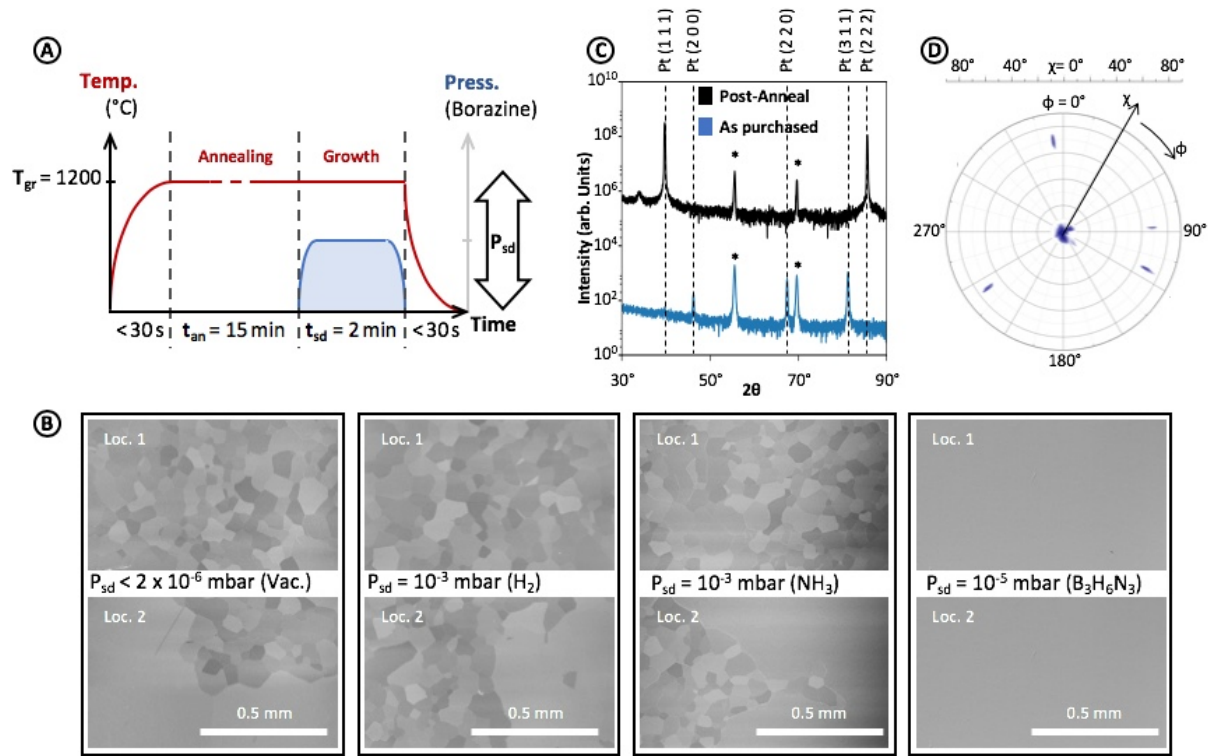 A
Temp.
(°C)
Press.
(Borazine)
Annealing
Growth
T_gr = 1200
P_sd
<30 s
t_an = 15 min
t_sd = 2 min
<30 s
Time
C
Pt (1 1 1)
Pt (2 0 0)
Pt (2 2 0)
Pt (3 1 1)
Pt (2 2 2)
Post-Anneal
As purchased
Intensity (arb. Units)
10^10
10^8
10^6
10^4
10^2
10^0
*
*
*
*
30°
50°
70°
90°
2θ
D
80°
40°
χ= 0°
40°
80°
ϕ = 0°
χ
ϕ
270°
90°
180°
B
Loc. 1
Loc. 1
Loc. 1
Loc. 1
P_sd < 2 x 10^-6 mbar (Vac.)
P_sd = 10^-3 mbar (H_2)
P_sd = 10^-3 mbar (NH_3)
P_sd = 10^-5 mbar (B_3H_6N_3)
Loc. 2
Loc. 2
Loc. 2
Loc. 2
0.5 mm
0.5 mm
0.5 mm
0.5 mm